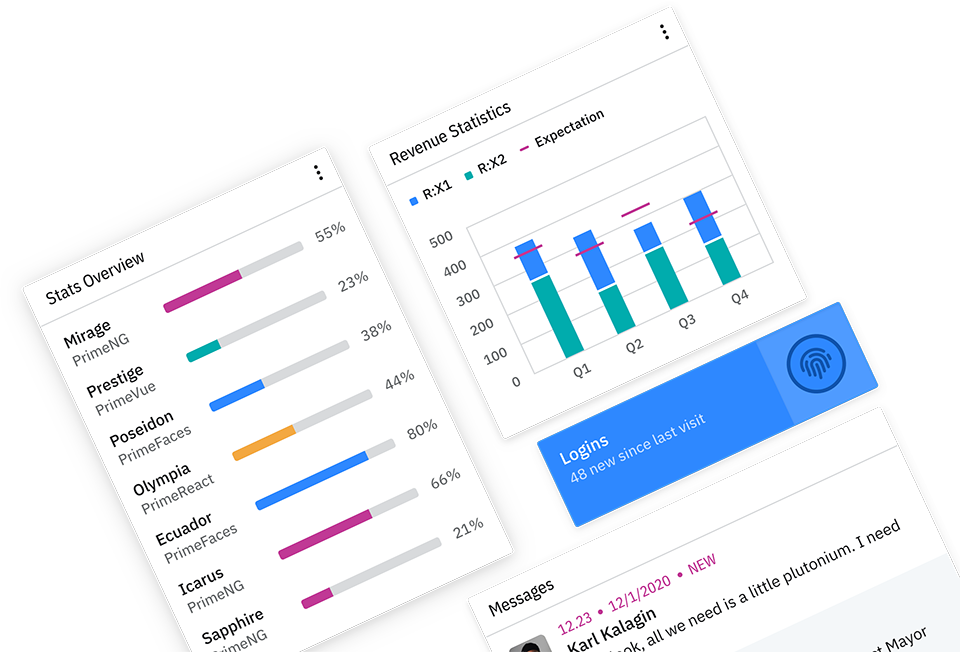 Revenue Statistics
R:X1
R:X2
Expectation
500
400
300
200
100
0
Q1
Q2
Q3
Q4
Stats Overview
Mirage
PrimeNG
55%
Prestige
PrimeVue
23%
Poseidon
PrimeFaces
38%
Olympia
PrimeReact
44%
Ecuador
PrimeFaces
80%
Icarus
PrimeNG
66%
Sapphire
PrimeNG
21%
Logins
48 new since last visit
Messages
12.23 • 12/1/2020 • NEW
Karl Kalagin
all we need is a little plutonium. I need
Mayor